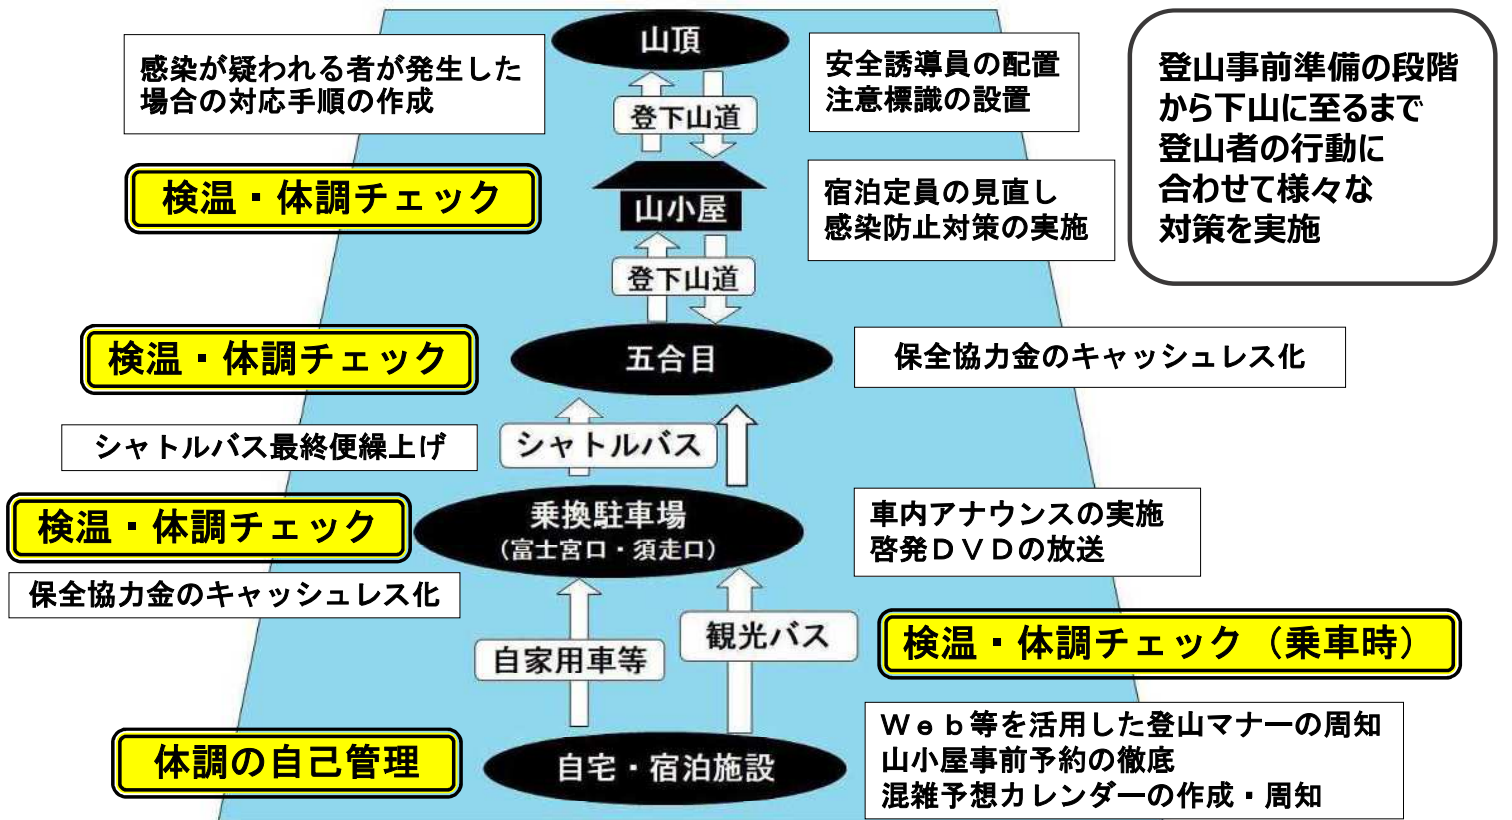 山頂
感染が疑われる者が発生した
場合の対応手順の作成
安全誘導員の配置
注意標識の設置
登山事前準備の段階
から下山に至るまで
登山者の行動に
合わせて様々な
対策を実施
登下山道
検温・体調チェック
山小屋
宿泊定員の見直し
感染防止対策の実施
登下山道
検温・体調チェック
五合目
保全協力金のキャッシュレス化
シャトルバス最終便繰上げ
シャトルバス
検温・体調チェック
乗換駐車場
(富士宮口・須走口)
車内アナウンスの実施
啓発DVDの放送
保全協力金のキャッシュレス化
自家用車等
観光バス
検温・体調チェック(乗車時)
体調の自己管理
自宅・宿泊施設
Web等を活用した登山マナーの周知
山小屋事前予約の徹底
混雑予想カレンダーの作成・周知